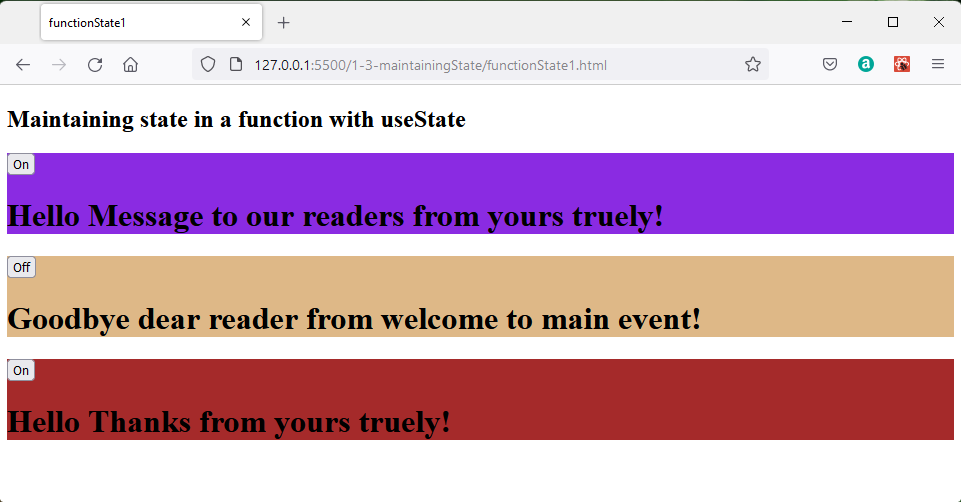 functionState1
127.0.0.1:5500/1-3-maintainingState/functionState1.html
Maintaining state in a function with useState
On
Hello Message to our readers from yours truely!
Off
Goodbye dear reader from welcome to main event!
On
Hello Thanks from yours truely!